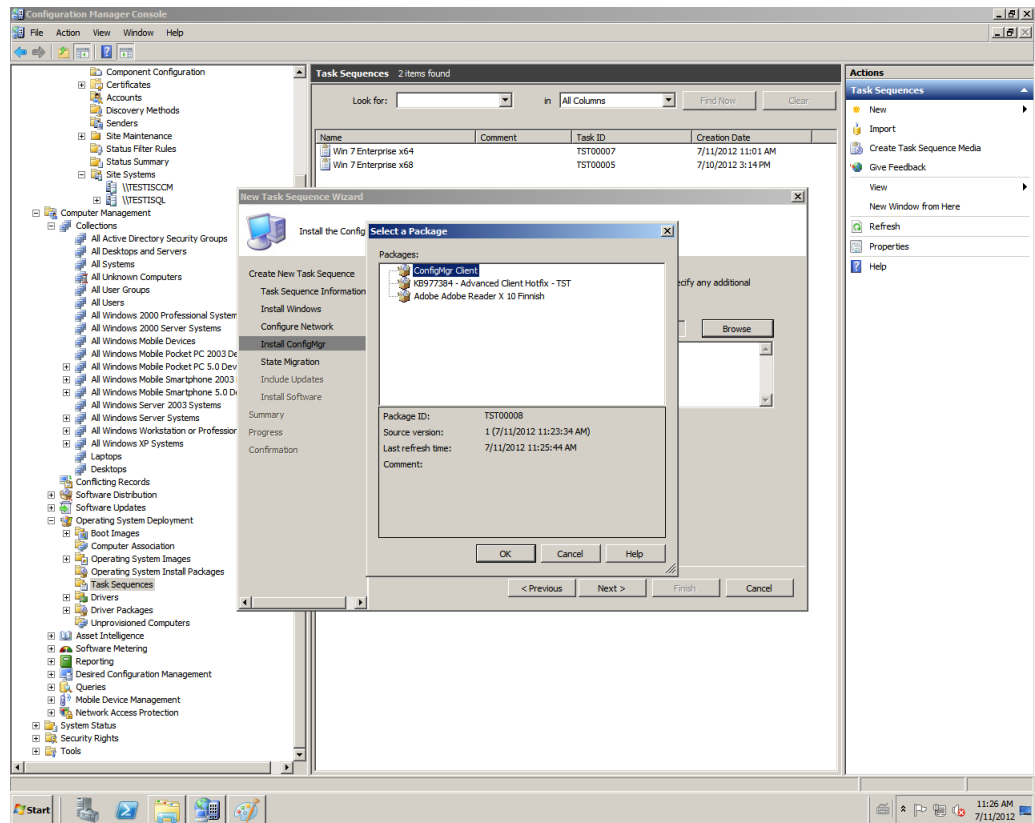 Configuration Manager Console
File Action View Window Help
Component Configuration
Certificates
Accounts
Discovery Methods
Senders
Site Maintenance
Status Filter Rules
Status Summary
Site Systems
\\TESTISCCM
\\TESTISQL
Computer Management
Collections
All Active Directory Security Groups
All Desktops and Servers
All Systems
All Unknown Computers
All User Groups
All Users
All Windows 2000 Professional System
All Windows 2000 Server Systems
All Windows Mobile Devices
All Windows Mobile Pocket PC 2003 De
All Windows Mobile Pocket PC 5.0 Dev
All Windows Mobile Smartphone 2003
All Windows Mobile Smartphone 5.0 D
All Windows Server 2003 Systems
All Windows Server Systems
All Windows Workstation or Profession
All Windows XP Systems
Laptops
Desktops
Conflicting Records
Software Distribution
Software Updates
Operating System Deployment
Boot Images
Computer Association
Operating System Images
Operating System Install Packages
Task Sequences
Drivers
Driver Packages
Unprovisioned Computers
Asset Intelligence
Software Metering
Reporting
Desired Configuration Management
Queries
Mobile Device Management
Network Access Protection
System Status
Security Rights
Tools
Task Sequences 2 items found
Look for: in All Columns Find Now Clear
Name Comment Task ID Creation Date
Win 7 Enterprise x64 TST00007 7/11/2012 11:01 AM
Win 7 Enterprise x68 TST00005 7/10/2012 3:14 PM
New Task Sequence Wizard
Install the Config
Create New Task Sequence
Task Sequence Information
Install Windows
Configure Network
Install ConfigMgr
State Migration
Include Updates
Install Software
Summary
Progress
Confirmation
ecify any additional
Browse
< Previous Next > Finish Cancel
Select a Package
Packages:
ConfigMgr Client
KB977384 - Advanced Client Hotfix - TST
Adobe Adobe Reader X 10 Finnish
Package ID: TST00008
Source version: 1 (7/11/2012 11:23:34 AM)
Last refresh time: 7/11/2012 11:25:44 AM
Comment:
OK Cancel Help
Actions
Task Sequences
New
Import
Create Task Sequence Media
Give Feedback
View
New Window from Here
Refresh
Properties
Help
Start
11:26 AM
7/11/2012